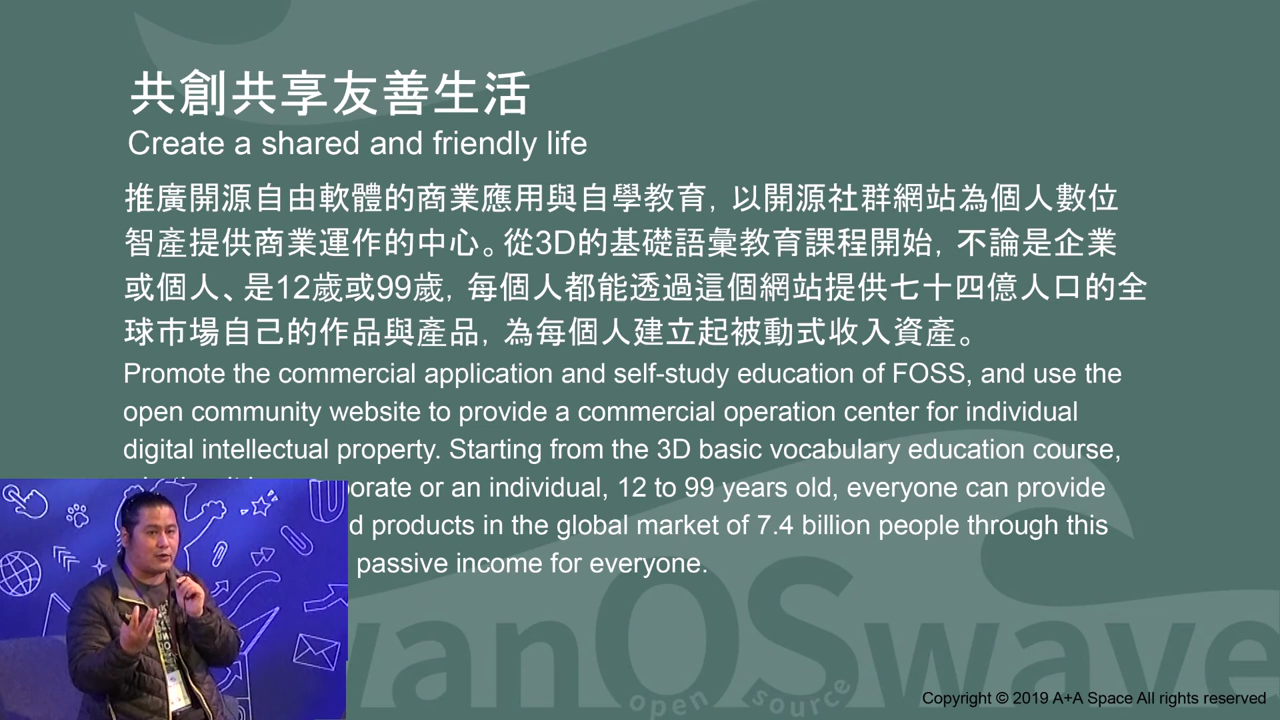 共創共享友善生活
Create a shared and friendly life
推廣開源自由軟體的商業應用與自學教育，以開源社群網站為個人數位
智產提供商業運作的中心。從3D的基礎語彙教育課程開始，不論是企業
或個人、是12歲或99歲，每個人都能透過這個網站提供七十四億人口的全
球市場自己的作品與產品，為每個人建立起被動式收入資產。
Promote the commercial application and self-study education of FOSS, and use the
open community website to provide a commercial operation center for individual
digital intellectual property. Starting from the 3D basic vocabulary education course,
or an individual, 12 to 99 years old, everyone can provide
products in the global market of 7.4 billion people through this
passive income for everyone.
wanOSwave
open source
Copyright © 2019 A+A Space All rights reserved